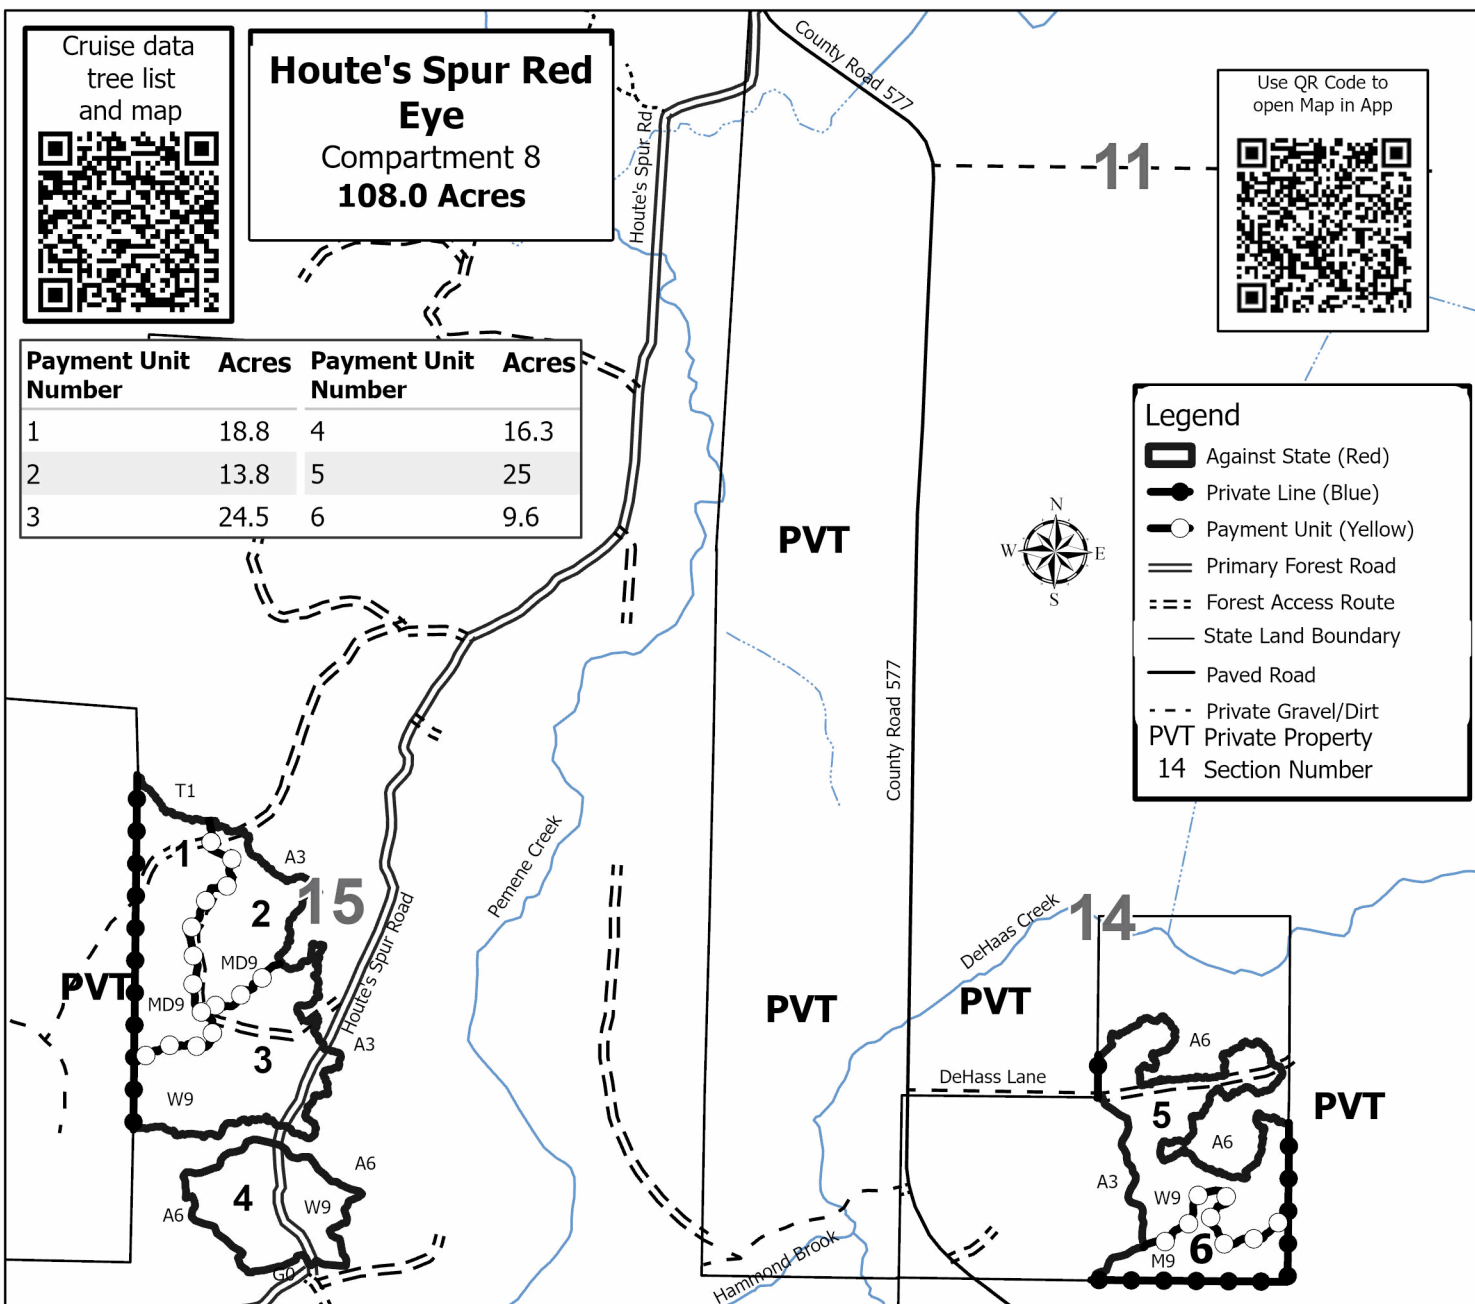 Cruise data
tree list
and map
Houte's Spur Red
Eye
Compartment 8
108.0 Acres
County Road 577
Houte's Spur Rd
11
Use QR Code to
open Map in App
Payment Unit Number Acres Payment Unit Number Acres
1 18.8 4 16.3
2 13.8 5 25
3 24.5 6 9.6
Legend
Against State (Red)
Private Line (Blue)
Payment Unit (Yellow)
Primary Forest Road
Forest Access Route
State Land Boundary
Paved Road
Private Gravel/Dirt
PVT Private Property
14 Section Number
N
W E
S
PVT
County Road 577
T1
1
A3
15
2
Pemene Creek
MD9
PVT
MD9
Houte's Spur Road
3
A3
W9
A6
4
W9
A6
G0
DeHaas Creek
14
PVT
PVT
A6
DeHass Lane
5
PVT
A6
A3
W9
6
M9
Hammond Brook